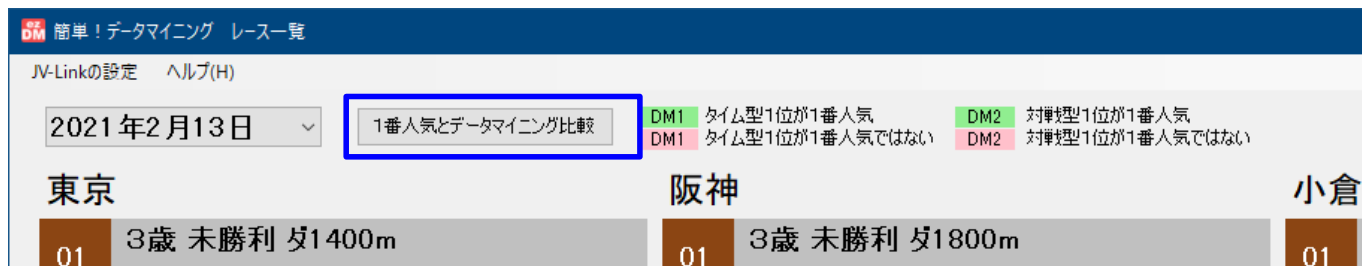 ez DM 簡単！データマイニング レース一覧
JV-Linkの設定 ヘルプ(H)
2021年2月13日 1番人気とデータマイニング比較 DM1 タイム型1位が1番人気 DM2 対戦型1位が1番人気
DM1 タイム型1位が1番人気ではない DM2 対戦型1位が1番人気ではない
東京 阪神 小倉
01 3歳 未勝利 ダ1400m 01 3歳 未勝利 ダ1800m 01